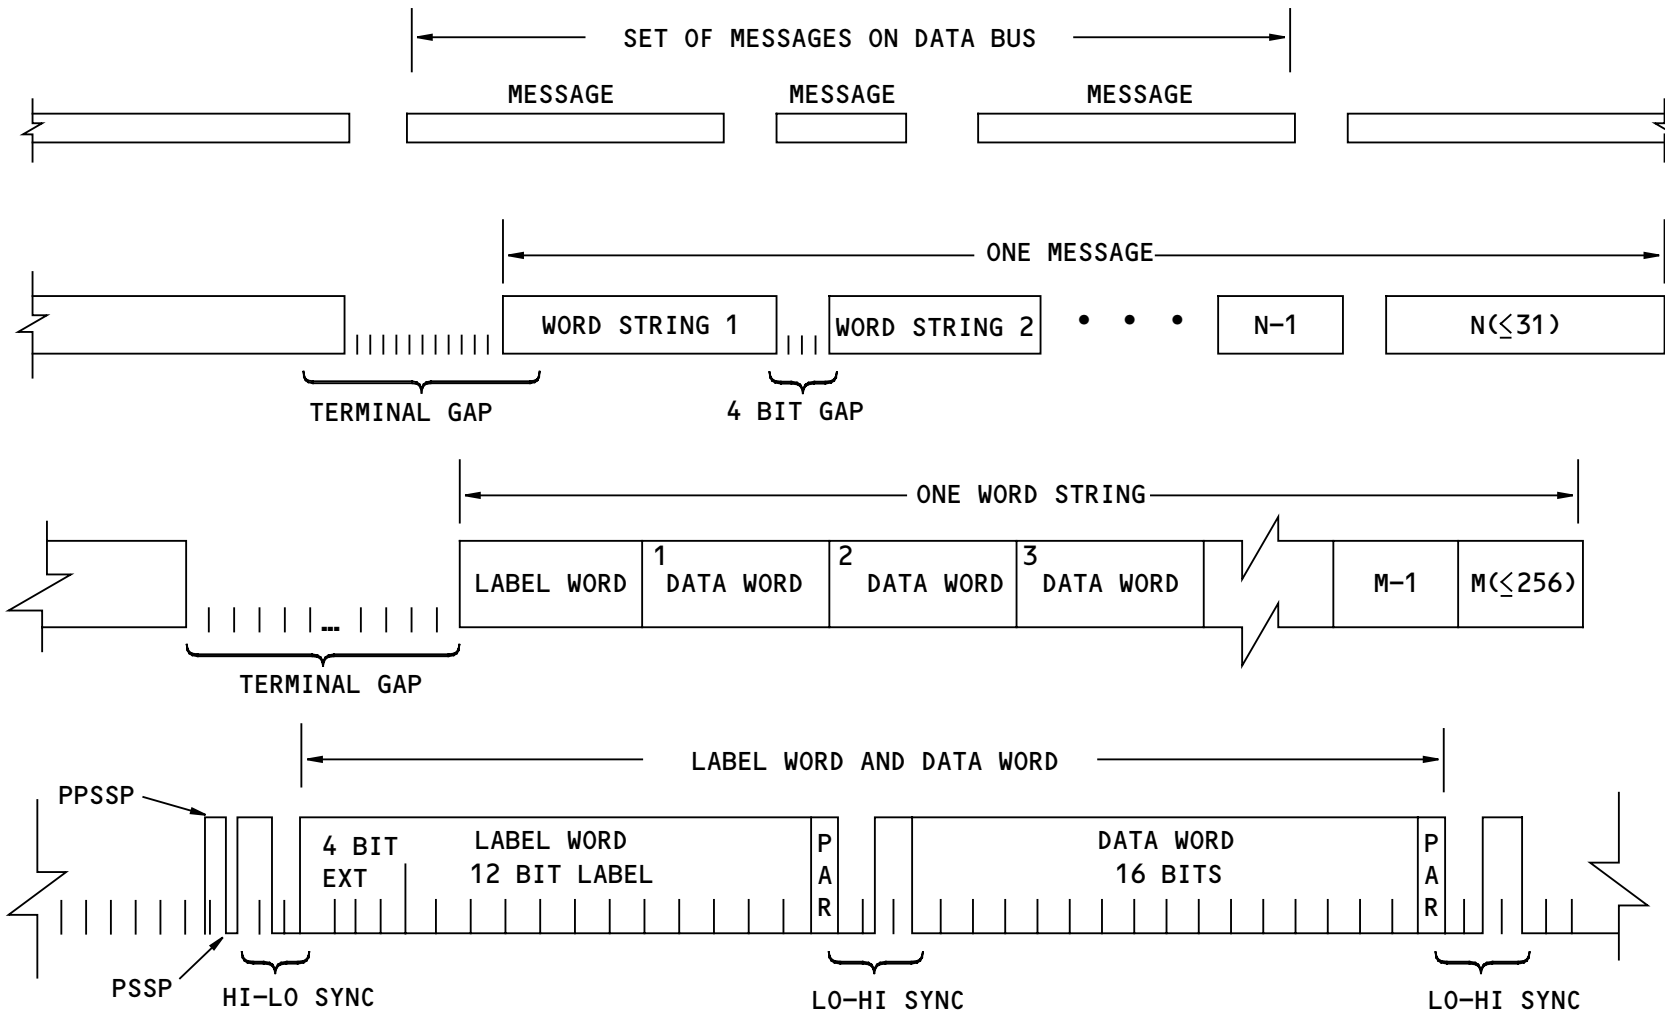 SET OF MESSAGES ON DATA BUS
MESSAGE MESSAGE MESSAGE
ONE MESSAGE
WORD STRING 1 WORD STRING 2 • • • N-1 N(≤31)
TERMINAL GAP 4 BIT GAP
ONE WORD STRING
1 2 3
LABEL WORD DATA WORD DATA WORD DATA WORD M-1 M(≤256)
...
TERMINAL GAP
LABEL WORD AND DATA WORD
PPSSP
4 BIT EXT
LABEL WORD
12 BIT LABEL
PAR
DATA WORD
16 BITS
PAR
PSSP
HI-LO SYNC LO-HI SYNC LO-HI SYNC